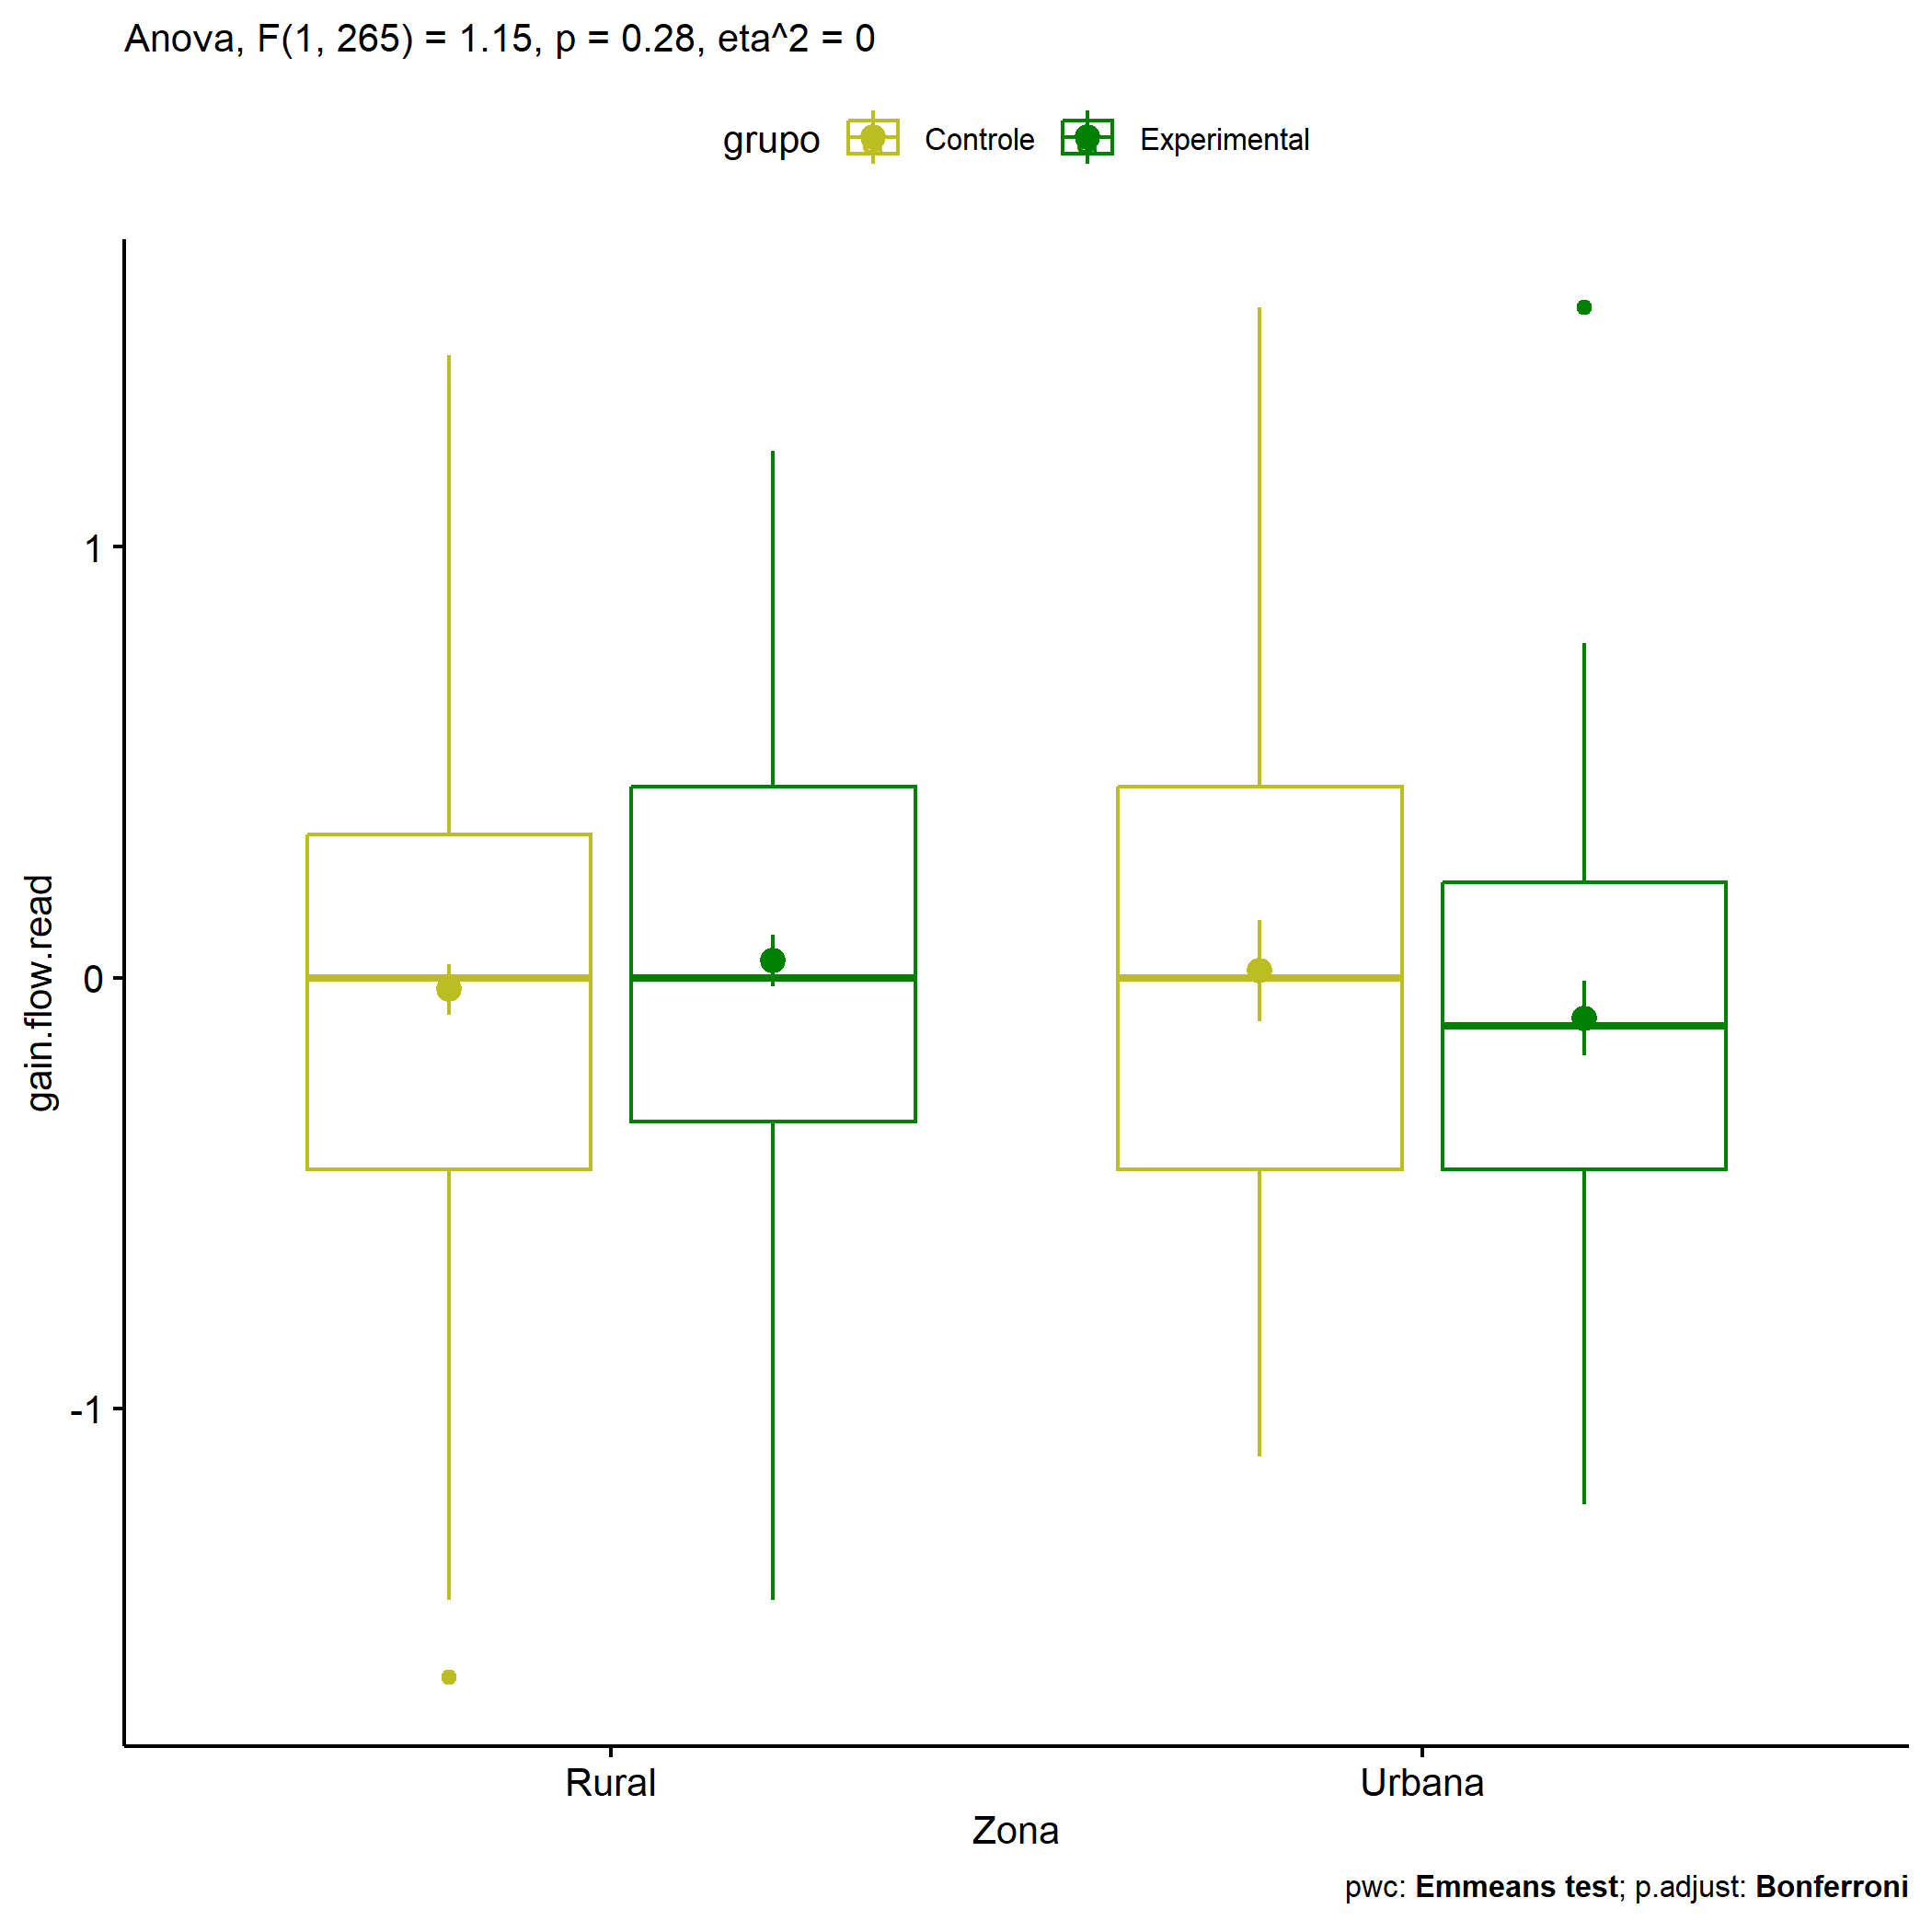 Anova, F(1, 265) = 1.15, p = 0.28, eta^2 = 0
grupo Controle Experimental
gain.flow.read
1
0
-1
Rural Urbana
Zona
pwc: Emmeans test; p.adjust: Bonferroni